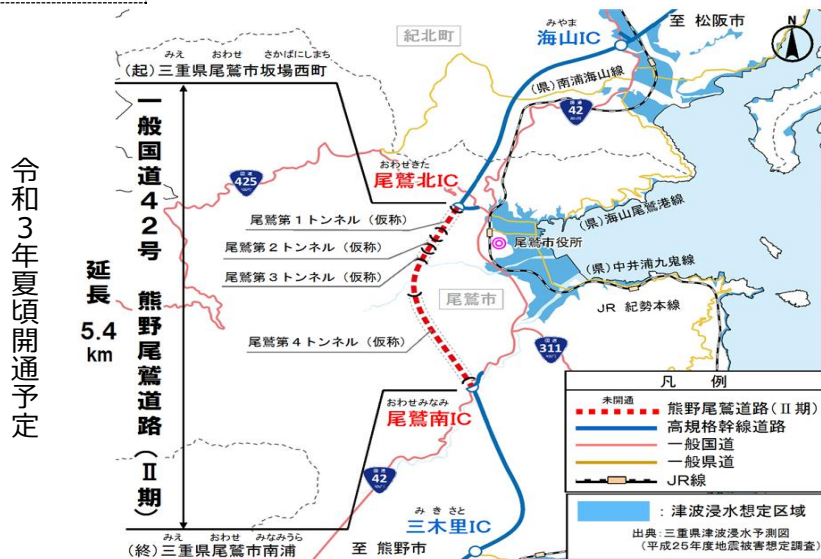 令和3年夏頃開通予定
一般国道42号 熊野尾鷲道路(Ⅱ期)
延長
5.4
km
みえ おわせ さかばにしまち
(起)三重県尾鷲市坂場西町
紀北町
みやま
海山IC
至 松阪市
N
(県)南浦海山線
国道
42
国道
425
おわせきた
尾鷲北IC
尾鷲第1トンネル(仮称)
尾鷲第2トンネル(仮称)
尾鷲第3トンネル(仮称)
尾鷲第4トンネル(仮称)
(県)海山尾鷲港線
尾鷲市役所
(県)中井浦九鬼線
尾鷲市
JR 紀勢本線
国道
311
おわせみなみ
尾鷲南IC
国道
42
みきさと
三木里IC
みえ おわせ みなみうら
(終)三重県尾鷲市南浦
至 熊野市
凡 例
未開通
熊野尾鷲道路(Ⅱ期)
高規格幹線道路
一般国道
一般県道
JR線
:津波浸水想定区域
出典:三重県津波浸水予測図
(平成25年度地震被害想定調査)